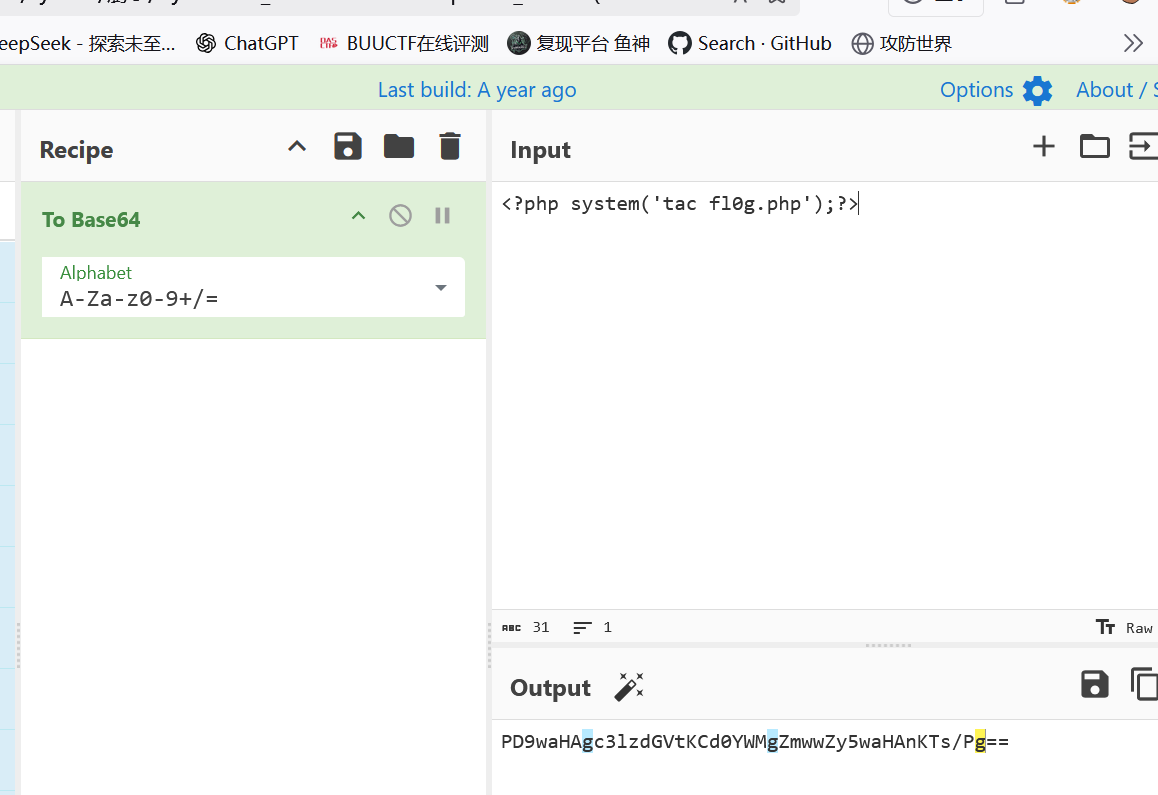 eepSeek - 探索未至... ChatGPT BUUCTF在线评测 复现平台 鱼神 Search · GitHub 攻防世界
Last build: A year ago Options About /
Recipe
Input
To Base64
Alphabet
A-Za-z0-9+/=
<?php system('tac fl0g.php');?>
ABC 31 1 Raw
Output
PD9waHAgc3lzdGVtKCd0YWMgZmwwZy5waHAnKTs/Pg==